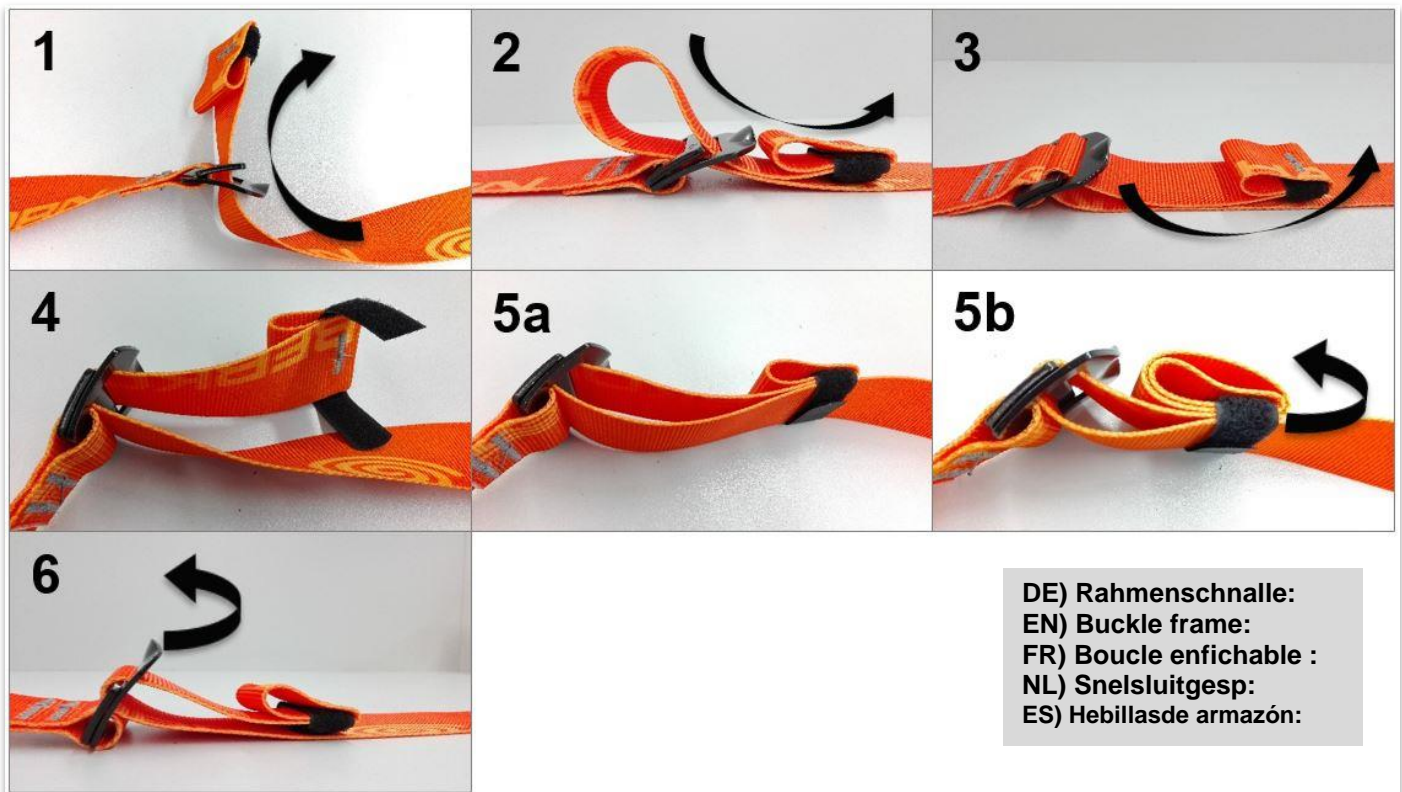 1
2
3
4
5a
5b
6
DE) Rahmenschnalle:
EN) Buckle frame:
FR) Boucle enfichable :
NL) Snelsluitgesp:
ES) Hebillasde armazón: